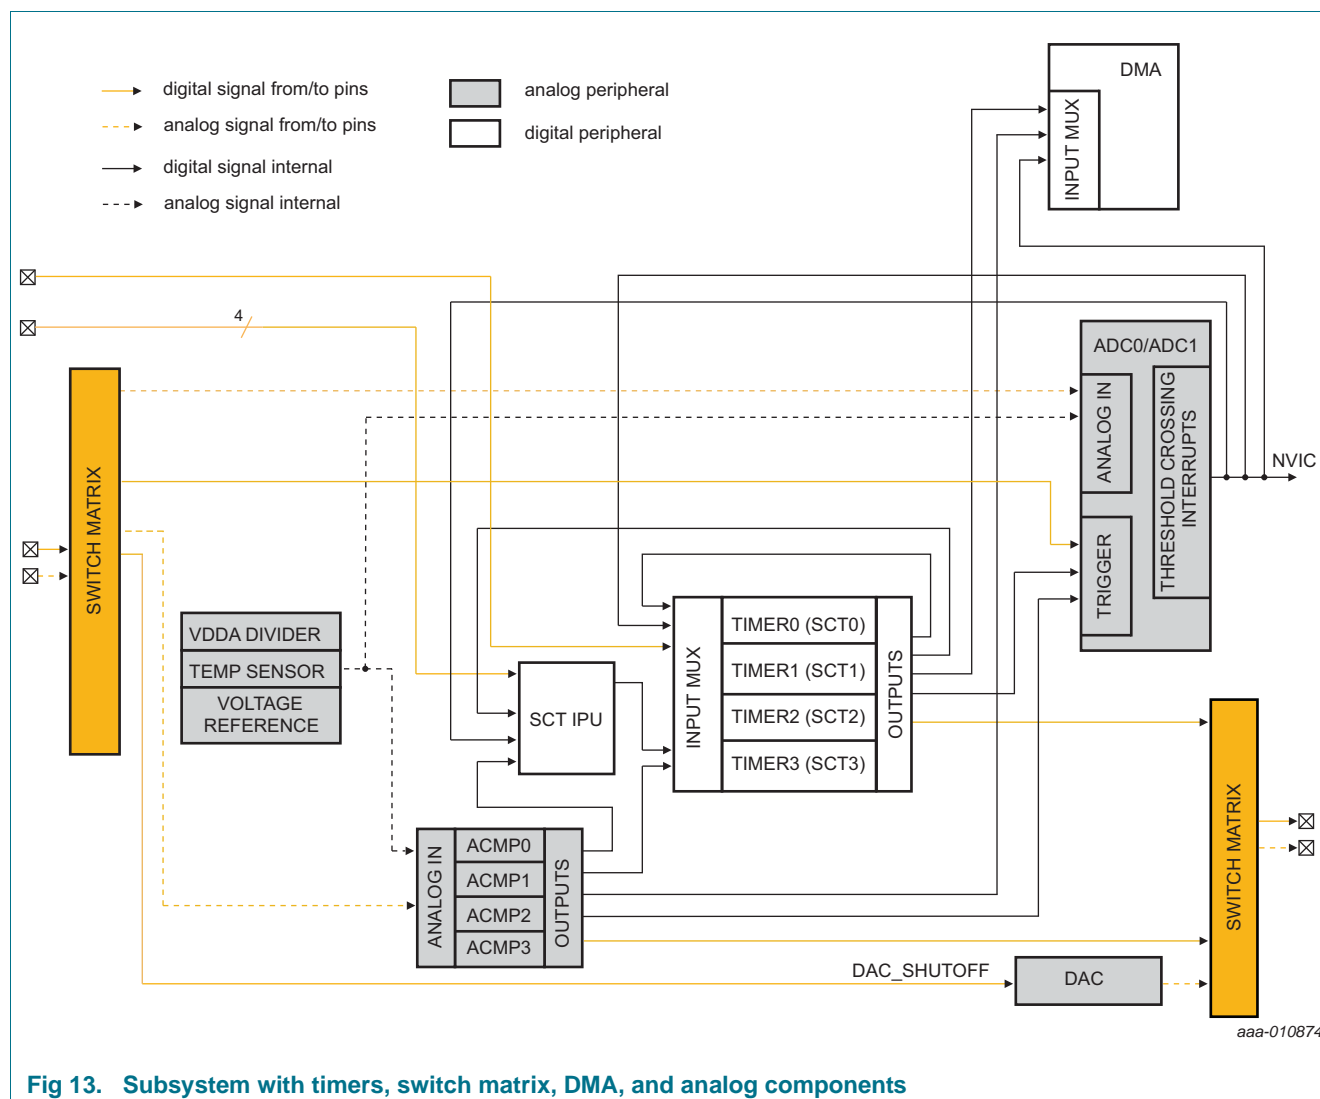 digital signal from/to pins
analog signal from/to pins
digital signal internal
analog signal internal
analog peripheral
digital peripheral
DMA
INPUT MUX
4
ADC0/ADC1
ANALOG IN
THRESHOLD CROSSING
INTERRUPTS
TRIGGER
NVIC
SWITCH MATRIX
VDDA DIVIDER
TEMP SENSOR
VOLTAGE
REFERENCE
SCT IPU
INPUT MUX
TIMER0 (SCT0)
TIMER1 (SCT1)
TIMER2 (SCT2)
TIMER3 (SCT3)
OUTPUTS
ANALOG IN
ACMP0
ACMP1
ACMP2
ACMP3
OUTPUTS
SWITCH MATRIX
DAC_SHUTOFF
DAC
aaa-010874
Fig 13. Subsystem with timers, switch matrix, DMA, and analog components